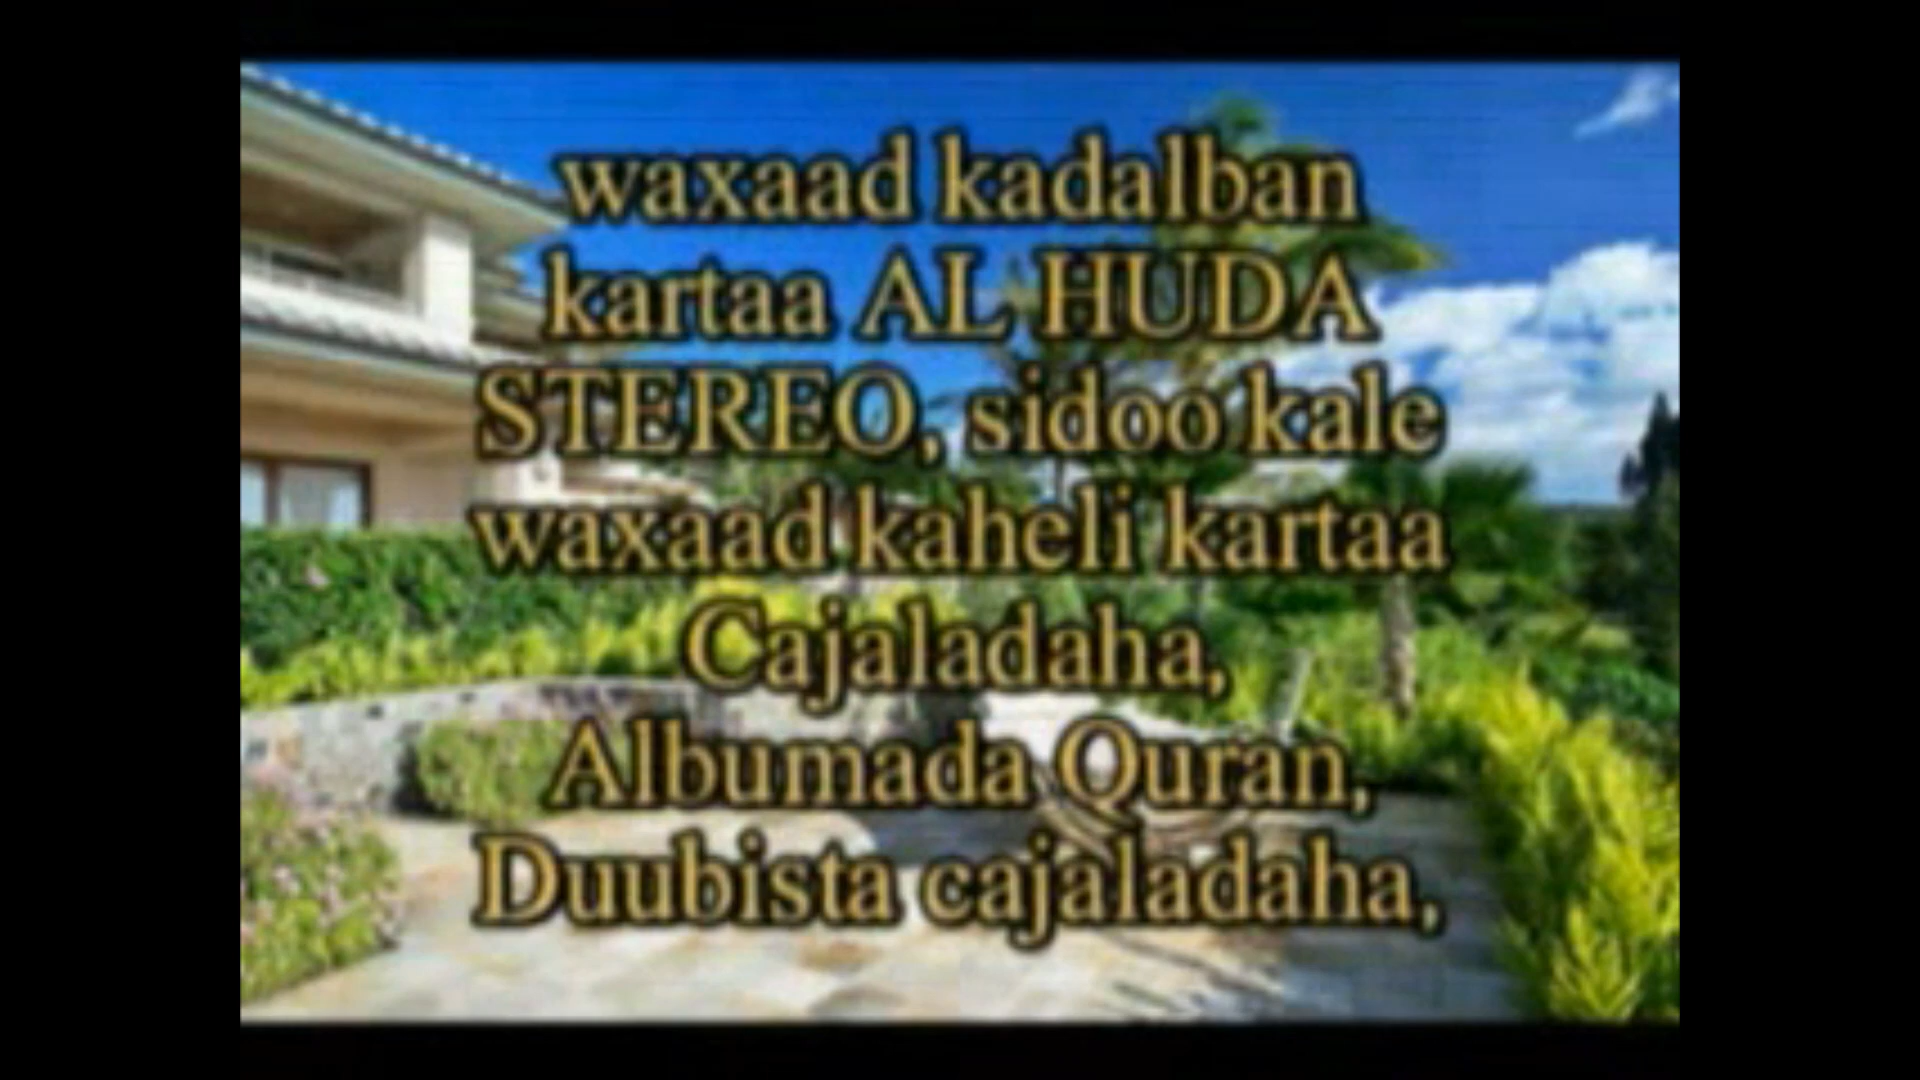 waxaad kadalban
kartaa AL HUDA
STEREO, sidoo kale
waxaad kaheli kartaa
Cajaladaha,
Albumada Quran,
Duubista cajaladaha,